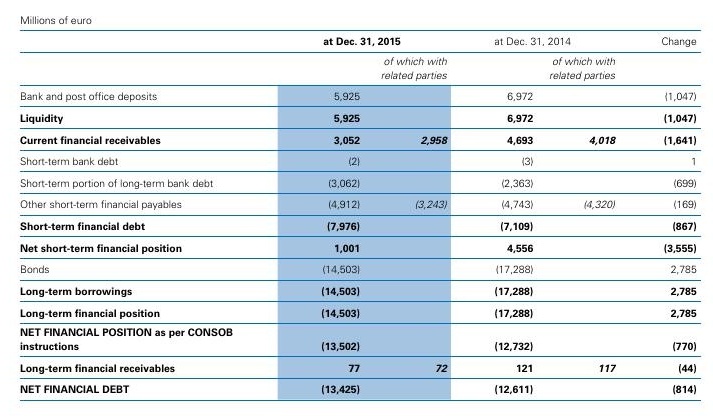 Millions of euro
at Dec. 31, 2015 at Dec. 31, 2014 Change
of which with related parties of which with related parties
Bank and post office deposits 5,925 6,972 (1,047)
Liquidity 5,925 6,972 (1,047)
Current financial receivables 3,052 2,958 4,693 4,018 (1,641)
Short-term bank debt (2) (3) 1
Short-term portion of long-term bank debt (3,062) (2,363) (699)
Other short-term financial payables (4,912) (3,243) (4,743) (4,320) (169)
Short-term financial debt (7,976) (7,109) (867)
Net short-term financial position 1,001 4,556 (3,555)
Bonds (14,503) (17,288) 2,785
Long-term borrowings (14,503) (17,288) 2,785
Long-term financial position (14,503) (17,288) 2,785
NET FINANCIAL POSITION as per CONSOB
instructions (13,502) (12,732) (770)
Long-term financial receivables 77 72 121 117 (44)
NET FINANCIAL DEBT (13,425) (12,611) (814)